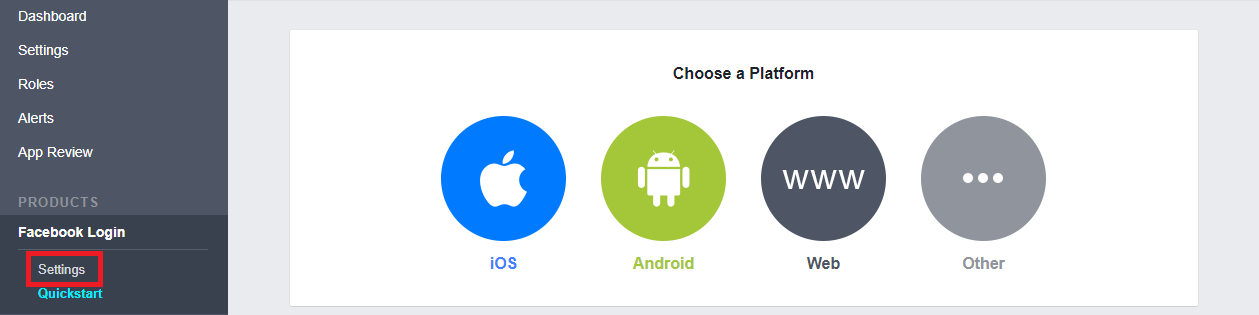 Dashboard
Settings
Roles
Alerts
App Review
PRODUCTS
Facebook Login
Settings
Quickstart
Choose a Platform
www
iOS
Android
Web
Other